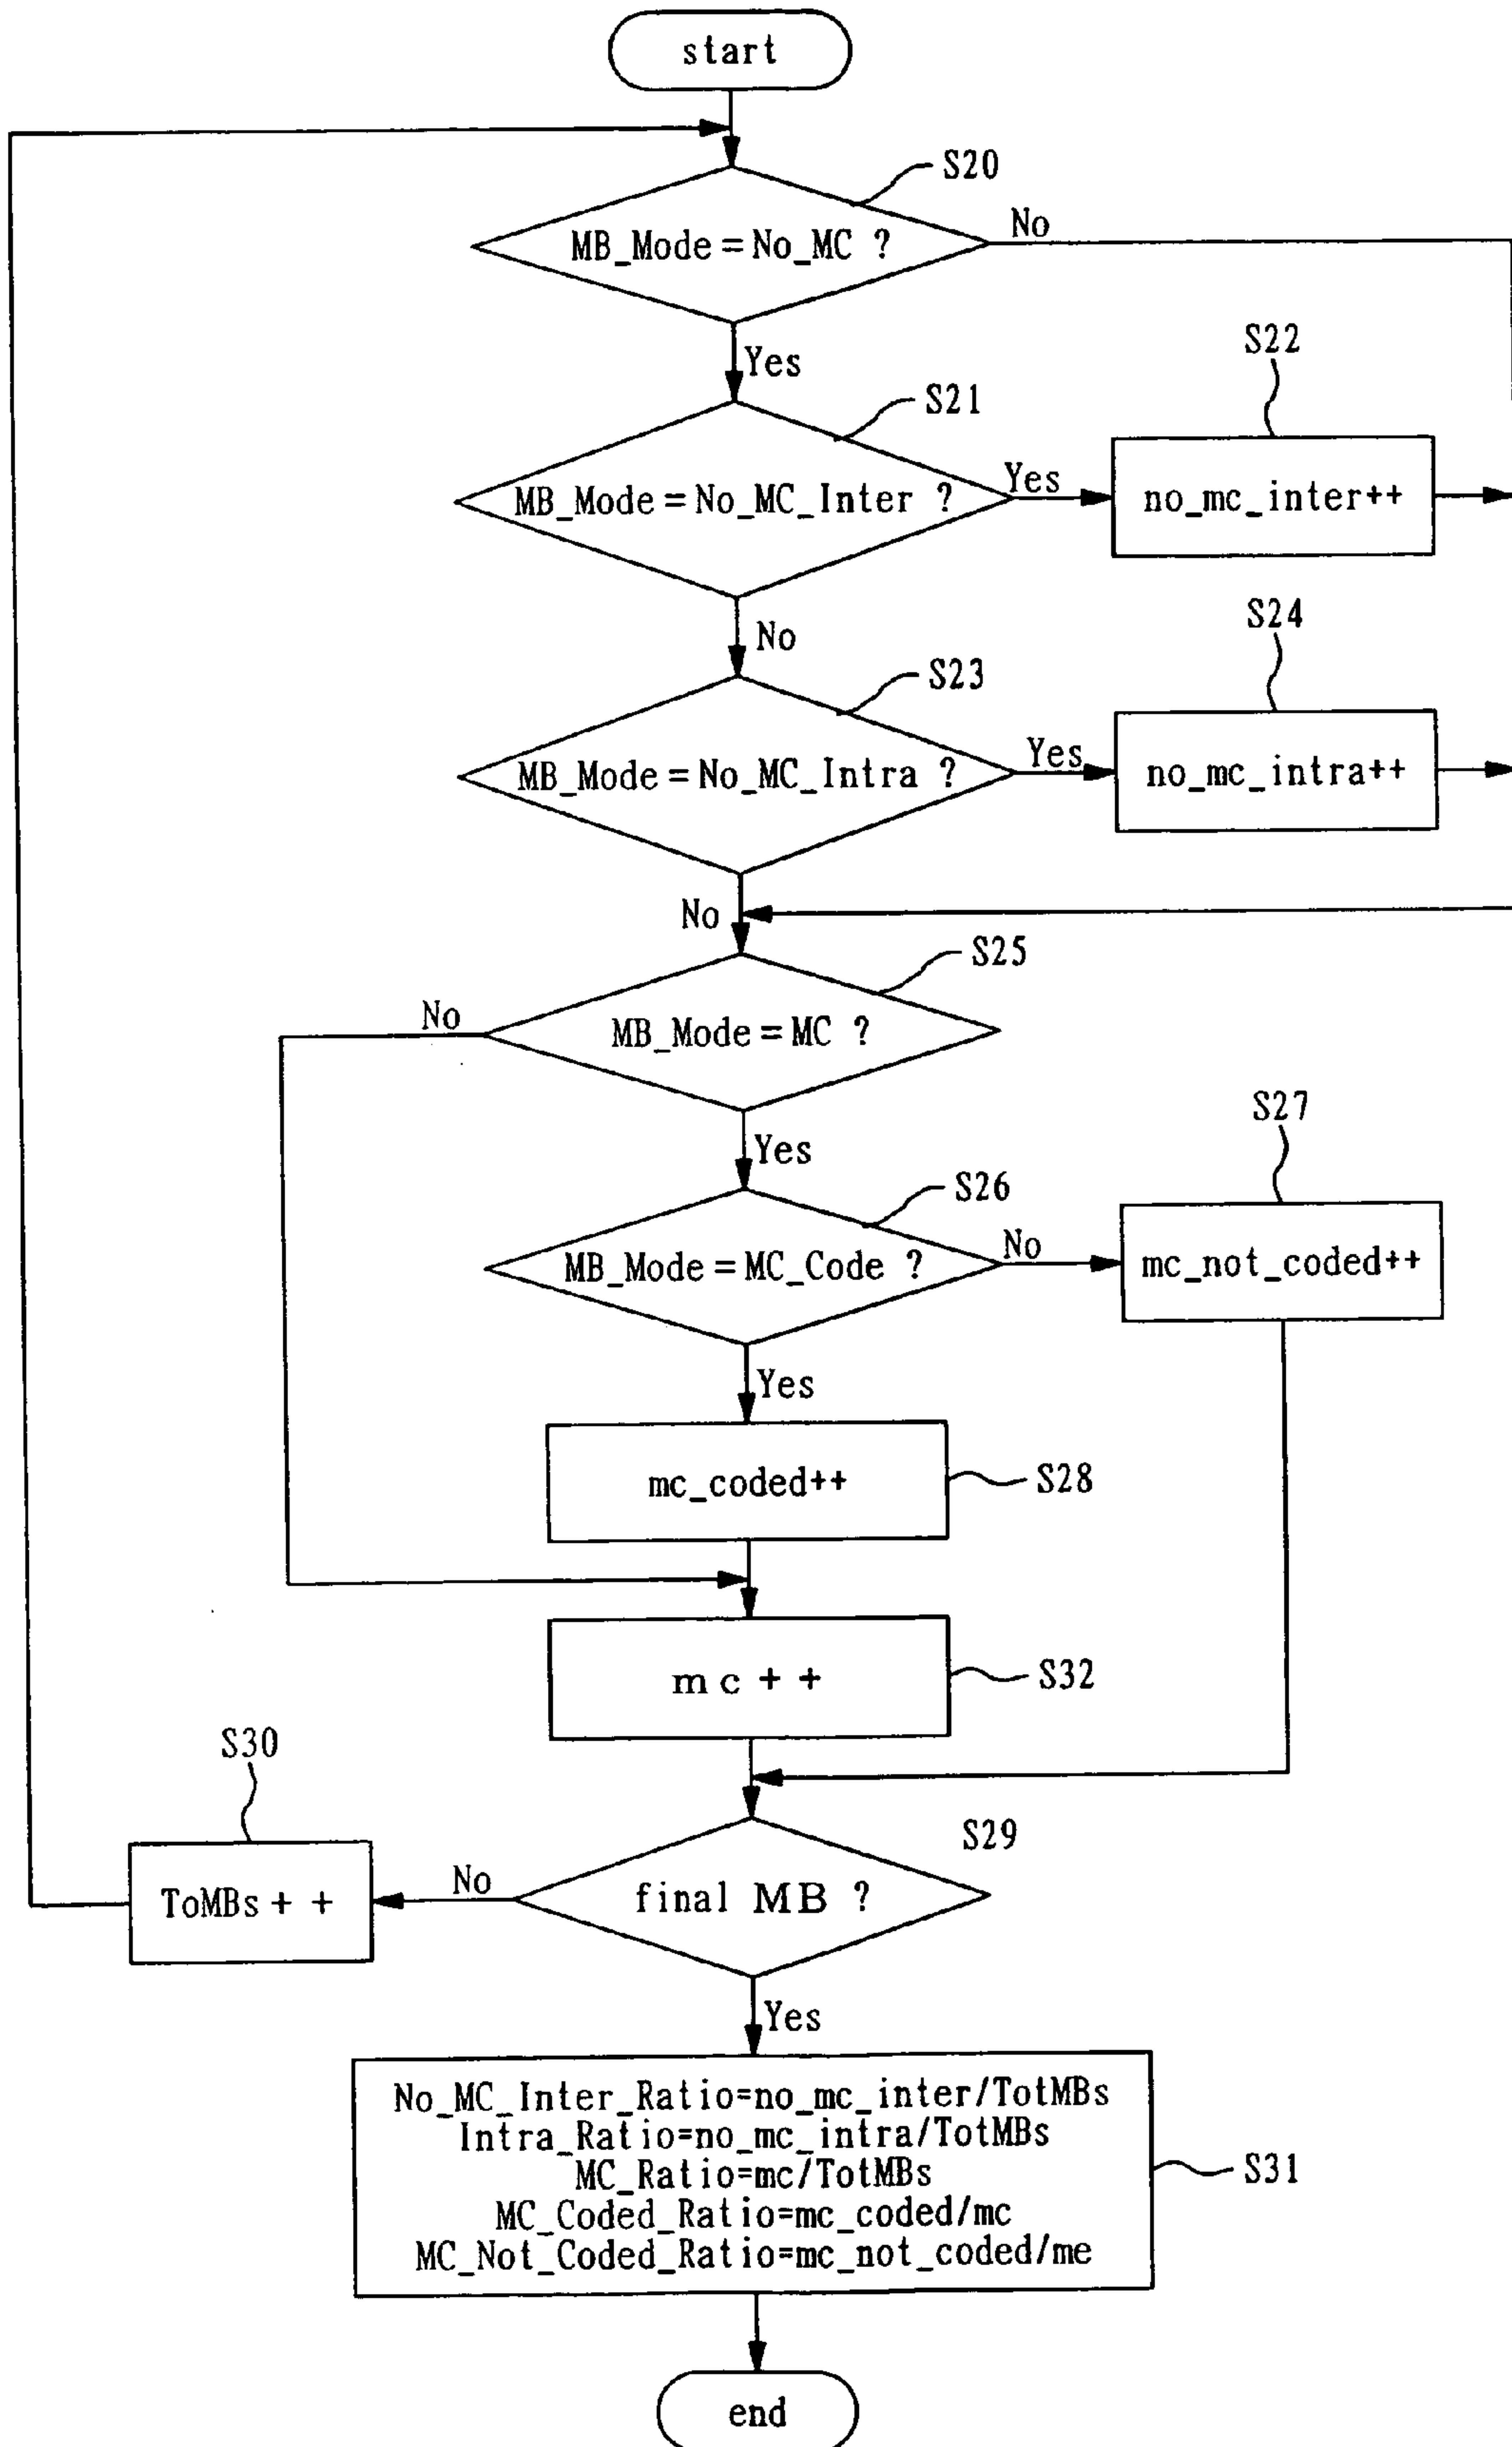 start
S20
MB_Mode=No_MC ?
No
Yes
S22
S21
MB_Mode=No_MC_Inter ?
Yes
no_mc_inter++
No
S24
S23
MB_Mode=No_MC_Intra ?
Yes
no_mc_intra++
No
S25
No
MB_Mode=MC ?
S27
Yes
S26
MB_Mode=MC_Code ?
No
mc_not_coded++
Yes
mc_coded++
S28
mc++
S32
S30
S29
ToMBs++
No
final MB ?
Yes
No_MC_Inter_Ratio=no_mc_inter/TotMBs
Intra_Ratio=no_mc_intra/TotMBs
MC_Ratio=mc/TotMBs
MC_Coded_Ratio=mc_coded/mc
MC_Not_Coded_Ratio=mc_not_coded/me
S31
end